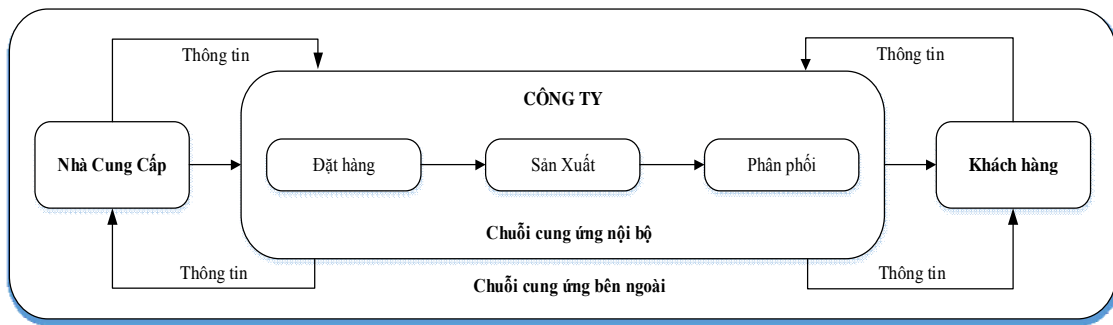 Thông tin
Thông tin
CÔNG TY
Nhà Cung Cấp
Đặt hàng
Sản Xuất
Phân phối
Khách hàng
Chuỗi cung ứng nội bộ
Thông tin
Chuỗi cung ứng bên ngoài
Thông tin